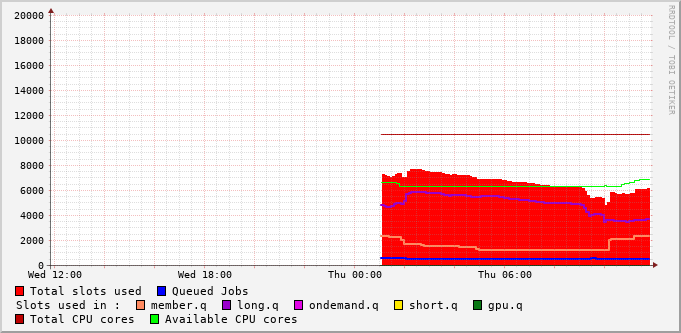 20000
18000
16000
14000
12000
10000
8000
6000
4000
2000
0
Wed 12:00 Wed 18:00 Thu 00:00 Thu 06:00
Total slots used Queued Jobs
Slots used in : member.q long.q ondemand.q short.q gpu.q
Total CPU cores Available CPU cores
RRDTOOL / TOBI OETIKER